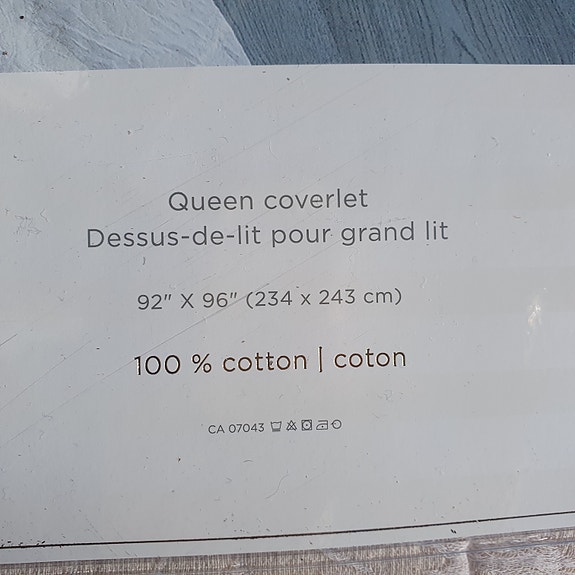 Queen coverlet
Dessus-de-lit pour grand lit
92" X 96" (234 x 243 cm)
100 % cotton | coton
CA 07043